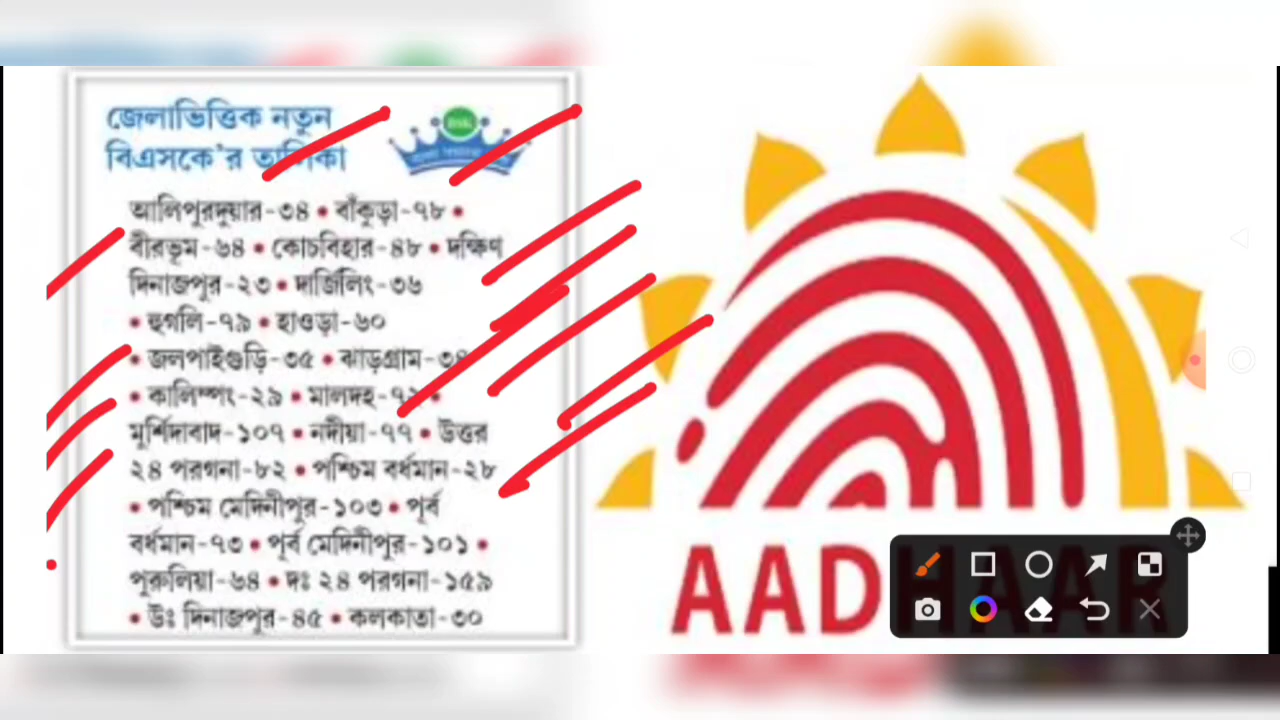 জেলাভিত্তিক নতুন
বিএসকে'র তালিকা
আলিপুরদুয়ার-৩৪ • বাঁকুড়া-৭৮ •
বীরভূম-৬৪ • কোচবিহার-৪৮ • দক্ষিণ
দিনাজপুর-২৩ • দার্জিলিং-৩৬
• হুগলি-৭৯ • হাওড়া-৬০
• জলপাইগুড়ি-৩৫ • ঝাড়গ্রাম-
• কালিম্পং-২৯ • মালদহ- •
মুর্শিদাবাদ-১০৭ • নদীয়া-৭৭ • উত্তর
২৪ পরগনা-৮২ • পশ্চিম বর্ধমান-২৮
• পশ্চিম মেদিনীপুর-১০৩ • পূর্ব
বর্ধমান-৭৩ • পূর্ব মেদিনীপুর-১০১ •
পুরুলিয়া-৬৪ • দঃ ২৪ পরগনা-১৫৯
• উঃ দিনাজপুর-৪৫ • কলকাতা-৩০
AADHAAR